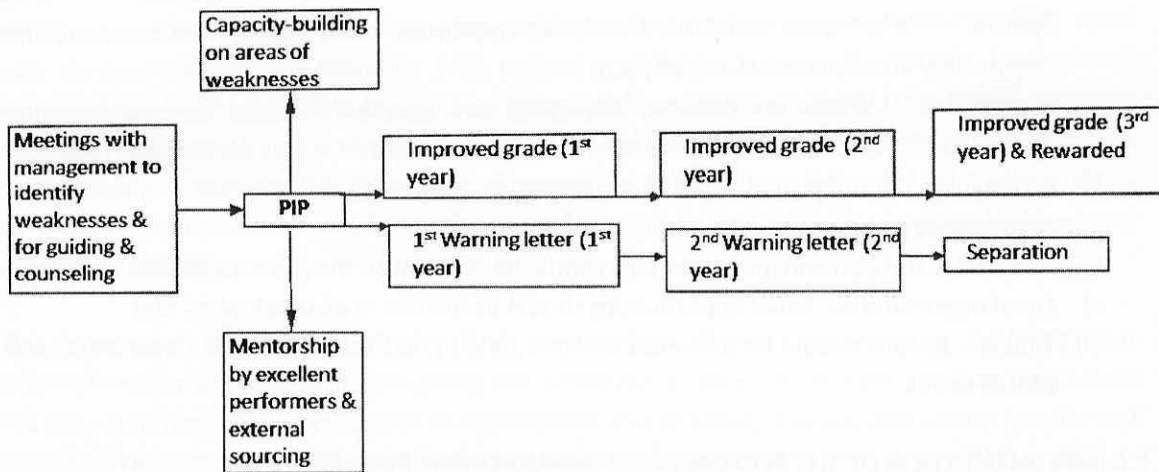 Capacity-building
on areas of
weaknesses
Meetings with
management to
identify
weaknesses &
for guiding &
counseling
PIP
Improved grade (1st
year)
Improved grade (2nd
year)
Improved grade (3rd
year) & Rewarded
1st Warning letter (1st
year)
2nd Warning letter (2nd
year)
Separation
Mentorship
by excellent
performers &
external
sourcing